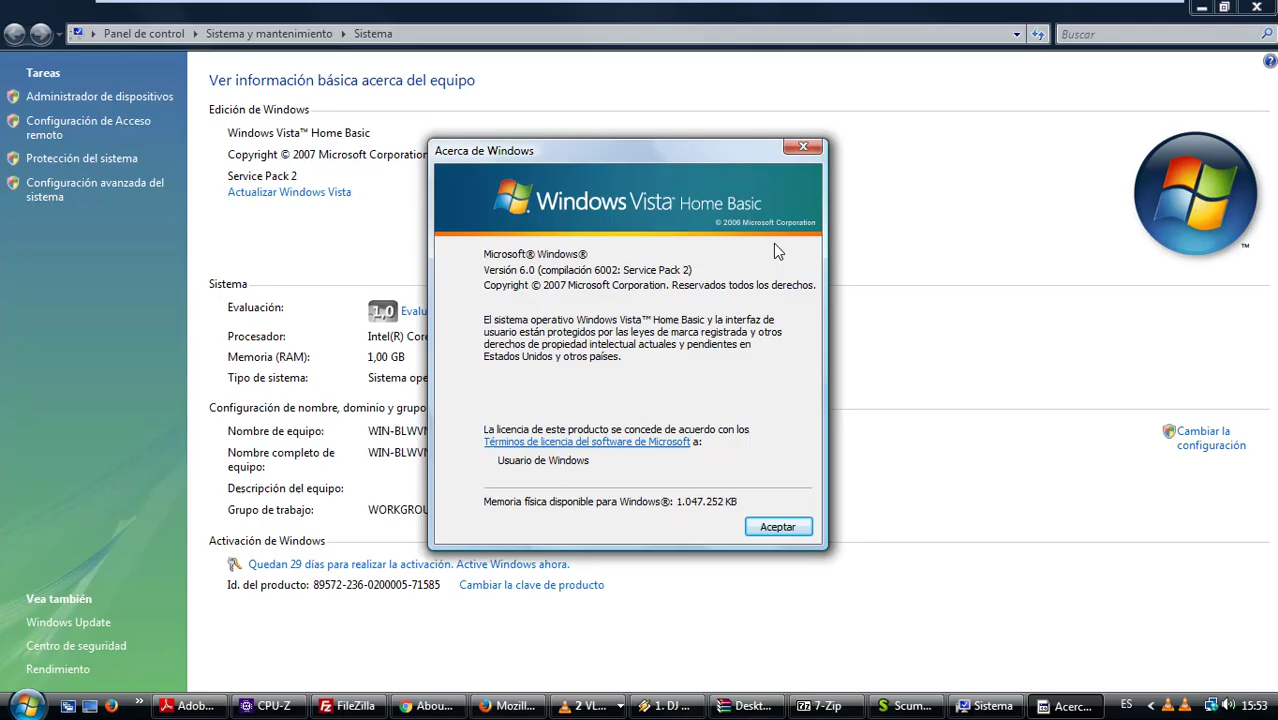 Panel de control
Sistema y mantenimiento
Sistema
Buscar
Tareas
Administrador de dispositivos
Configuración de Acceso
remoto
Protección del sistema
Configuración avanzada del
sistema
Vea también
Windows Update
Centro de seguridad
Rendimiento
Ver información básica acerca del equipo
Edición de Windows
Windows Vista™ Home Basic
Copyright © 2007 Microsoft Corporation
Service Pack 2
Actualizar Windows Vista
Sistema
Evaluación:
1,0
Procesador:
Intel(R)
Memoria (RAM):
1,00 GB
Tipo de sistema:
Sistema
Configuración de nombre, dominio y grupo
Nombre de equipo:
Nombre completo de
equipo:
Descripción del equipo:
Grupo de trabajo:
Cambiar la
configuración
Activación de Windows
Quedan 29 días para realizar la activación. Active Windows ahora.
Id. del producto: 89572-236-0200005-71585
Cambiar la clave de producto
TM
Acerca de Windows
Windows Vista™ Home Basic
© 2006 Microsoft Corporation
Microsoft® Windows®
Versión 6.0 (compilación 6002: Service Pack 2)
Copyright © 2007 Microsoft Corporation. Reservados todos los derechos.
El sistema operativo Windows Vista™ Home Basic y la interfaz de
usuario están protegidos por las leyes de marca registrada y otros
derechos de propiedad intelectual actuales y pendientes en
Estados Unidos y otros países.
La licencia de este producto se concede de acuerdo con los
Términos de licencia del software de Microsoft a:
Usuario de Windows
Memoria física disponible para Windows®: 1.047.252 KB
Aceptar
Adob...
CPU-Z
FileZilla
Abou...
Mozill...
2 VL...
1. DJ ...
Deskt...
7-Zip
Scum...
Sistema
Acerc...
ES
15:53